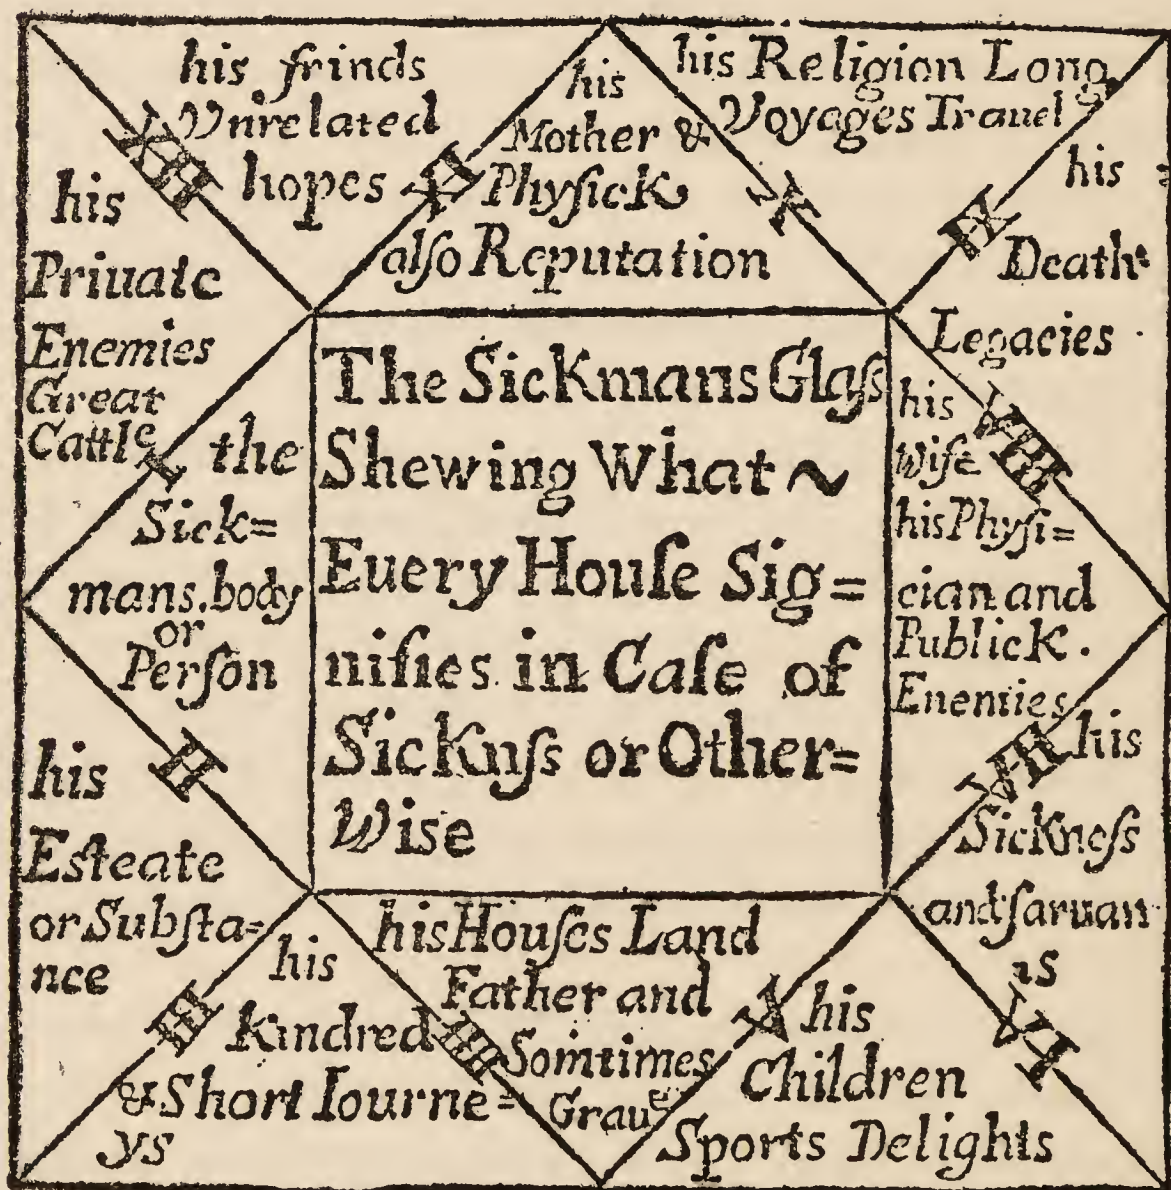 The Sickmans Glaſs
Shewing What ~
Euery Houſe Sig=
nifies in Caſe of
SicKnſs or Other=
Wise
I
the
Sick=
mans. body
or
Perſon
II
his
Eſteate
or Subſta=
nce
III
his
Kindred
& Short Iourne=
ys
IIII
his Houſes Land
Father and
Somtimes
Graue
V
his
Children
Sports Delights
VI
his
Sickneſs
and ſaruan
ts
VII
his
Wife
his Phyſi=
cian and
Publick.
Enemies
VIII
his
Death
Legacies
IX
his Religion Long
Voyages Trauel
X
his
Mother &
Phyſick
alſo Reputation
XI
his frinds
Vnrelated
hopes
XII
his
Priuate
Enemies
Great
Cattle